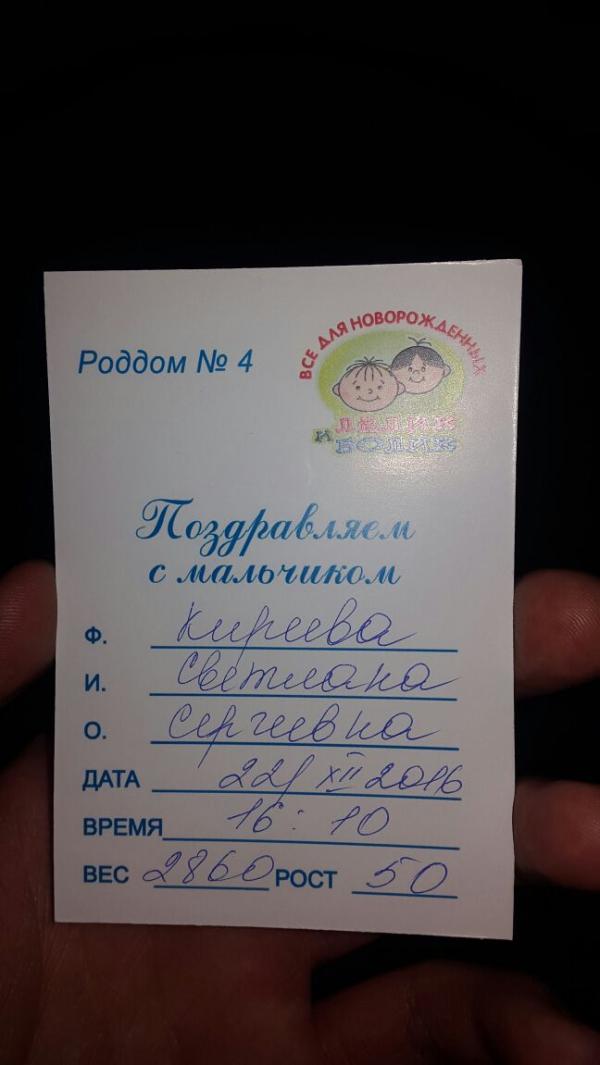 Роддом № 4
ВСЕ ДЛЯ НОВОРОЖДЕННЫХ
ЛЕЛИК
и БОЛИК
Поздравляем
с мальчиком
Ф. Киреева
И. Светлана
О. Сергеевна
ДАТА 22/ XII 2016
ВРЕМЯ 16:10
ВЕС 2860 РОСТ 50